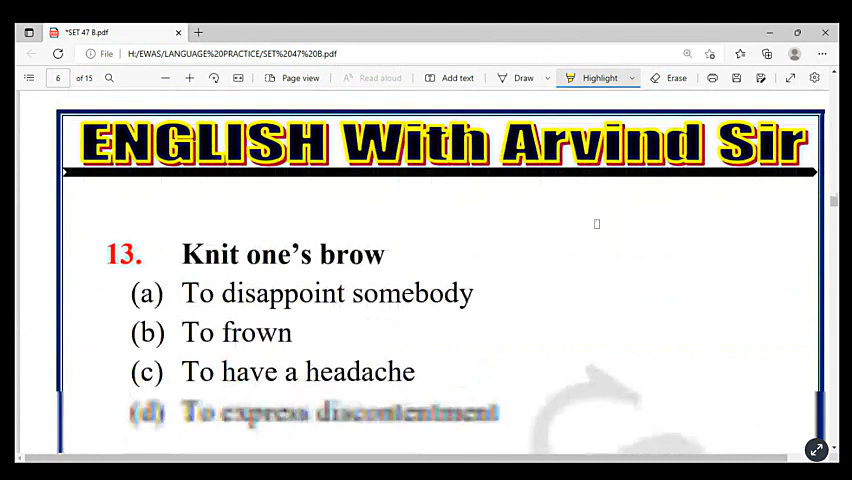 *SET 47 B.pdf
File H:/EWAS/LANGUAGE%20PRACTICE/SET%2047%20B.pdf
6 of 15 Page view Read aloud Add text Draw Highlight Erase
ENGLISH With Arvind Sir
13. Knit one's brow
(a) To disappoint somebody
(b) To frown
(c) To have a headache
(d) To express discontentment